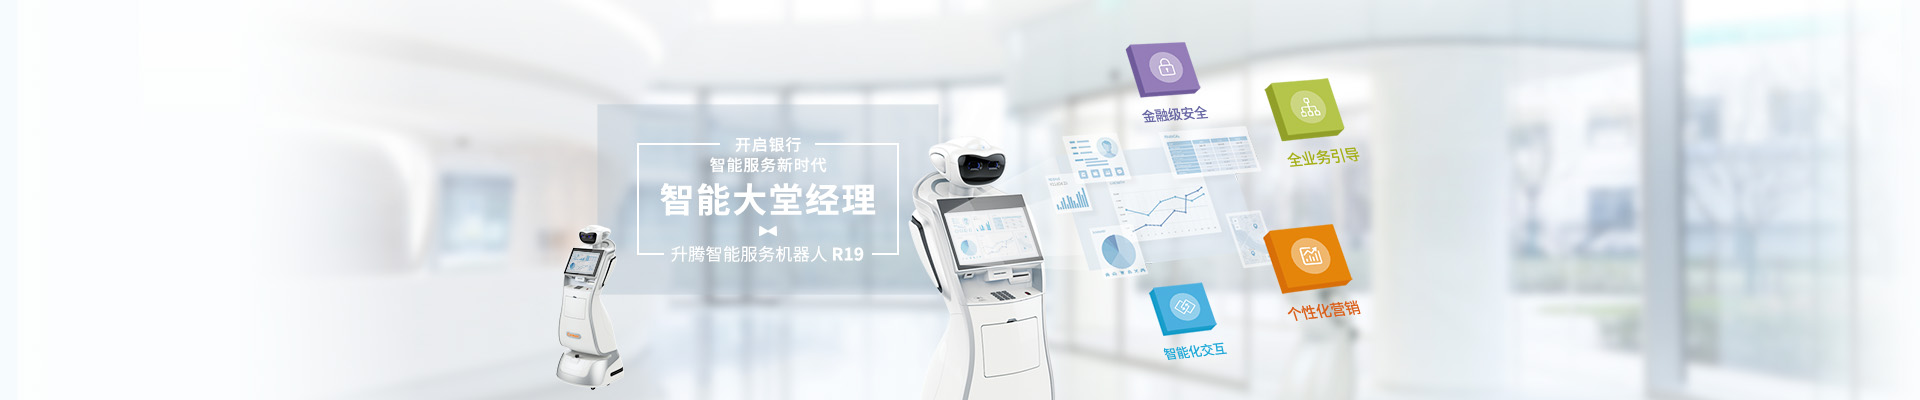 开启银行
智能服务新时代
智能大堂经理
升腾智能服务机器人 R19
金融级安全
全业务引导
个性化营销
智能化交互